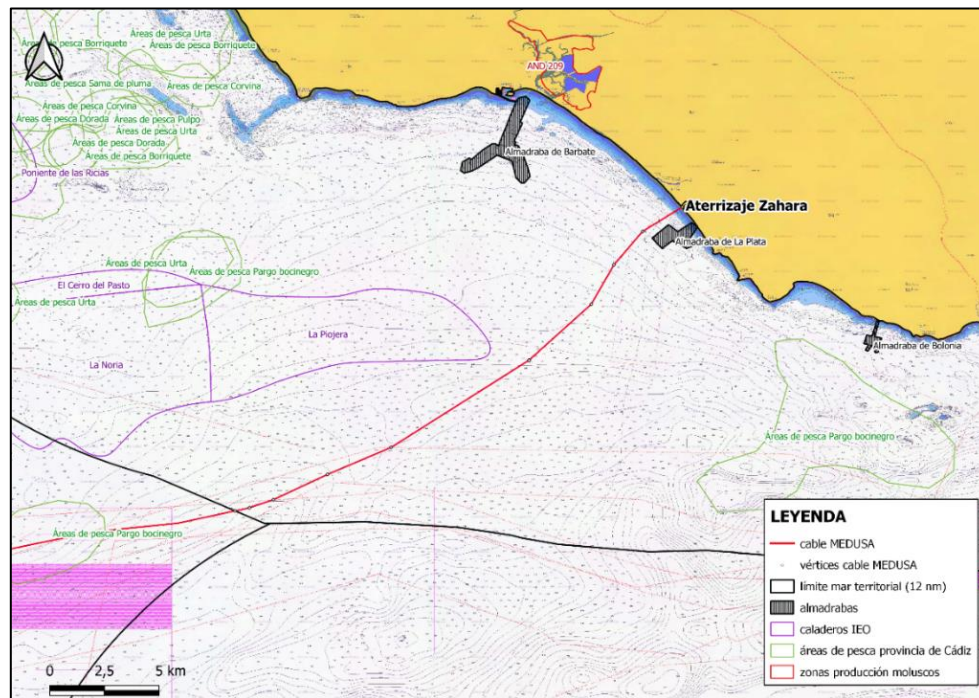 Áreas de pesca Urta
Áreas de pesca Borriquete
Áreas de pesca Borriquete
Áreas de pesca Sama de pluma
Áreas de pesca Corvina
Áreas de pesca Corvina
Áreas de pesca Dorada
Áreas de pesca Pulpo
Áreas de pesca Urta
Áreas de pesca Dorada
Áreas de pesca Borriquete
Poniente de las Ricias
AND 209
Almadraba de Barbate
Aterrizaje Zahara
Almadraba de La Plata
Áreas de pesca Urta
Áreas de pesca Pargo bocinegro
El Cerro del Pasto
Áreas de pesca Urta
La Piojera
La Noria
Almadraba de Bolonia
Áreas de pesca Pargo bocinegro
Áreas de pesca Pargo bocinegro
LEYENDA
cable MEDUSA
vértices cable MEDUSA
límite mar territorial (12 nm)
almadrabas
caladeros IEO
áreas de pesca provincia de Cádiz
zonas producción moluscos
0 2,5 5 km